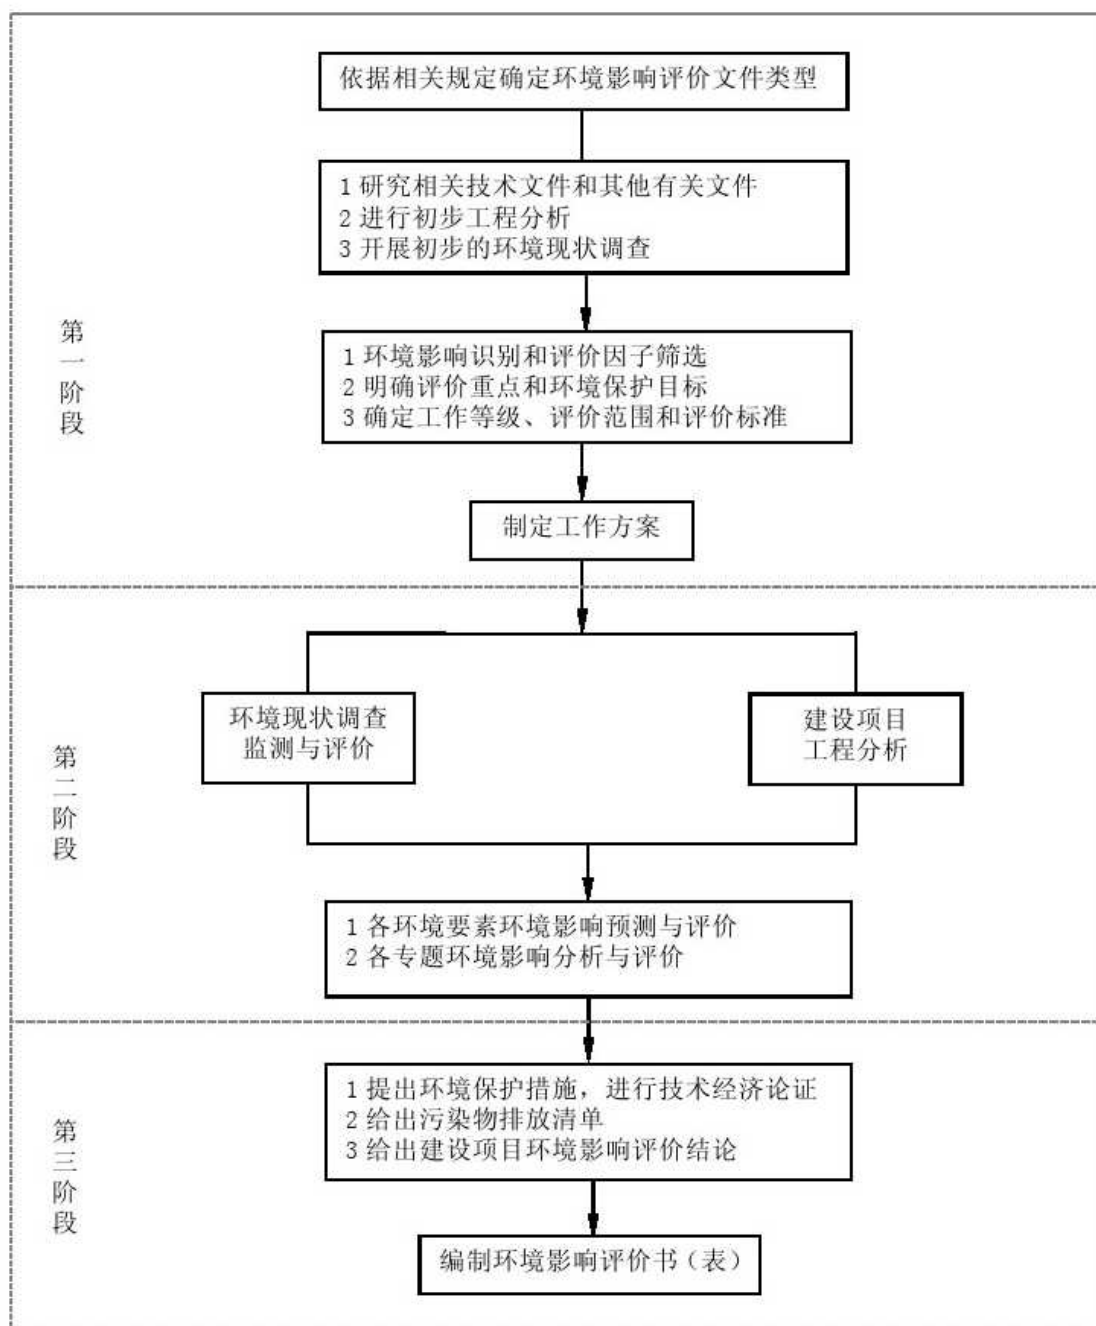 依据相关规定确定环境影响评价文件类型
1 研究相关技术文件和其他有关文件
2 进行初步工程分析
3 开展初步的环境现状调查
第一阶段
1 环境影响识别和评价因子筛选
2 明确评价重点和环境保护目标
3 确定工作等级、评价范围和评价标准
制定工作方案
第二阶段
环境现状调查
监测与评价
建设项目
工程分析
1 各环境要素环境影响预测与评价
2 各专题环境影响分析与评价
第三阶段
1 提出环境保护措施，进行技术经济论证
2 给出污染物排放清单
3 给出建设项目环境影响评价结论
编制环境影响评价书（表）